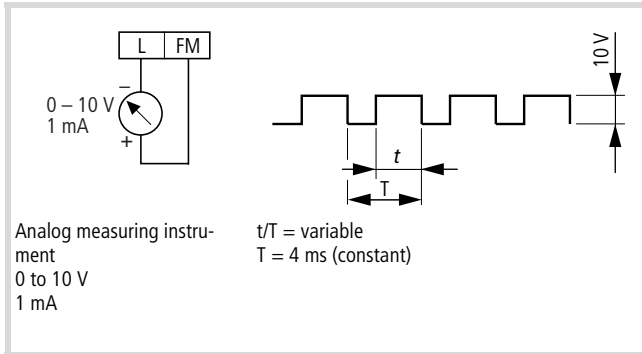 L FM
–
0 – 10 V
1 mA
+
10 V
t
T
Analog measuring instru-
ment
0 to 10 V
1 mA
t/T = variable
T = 4 ms (constant)